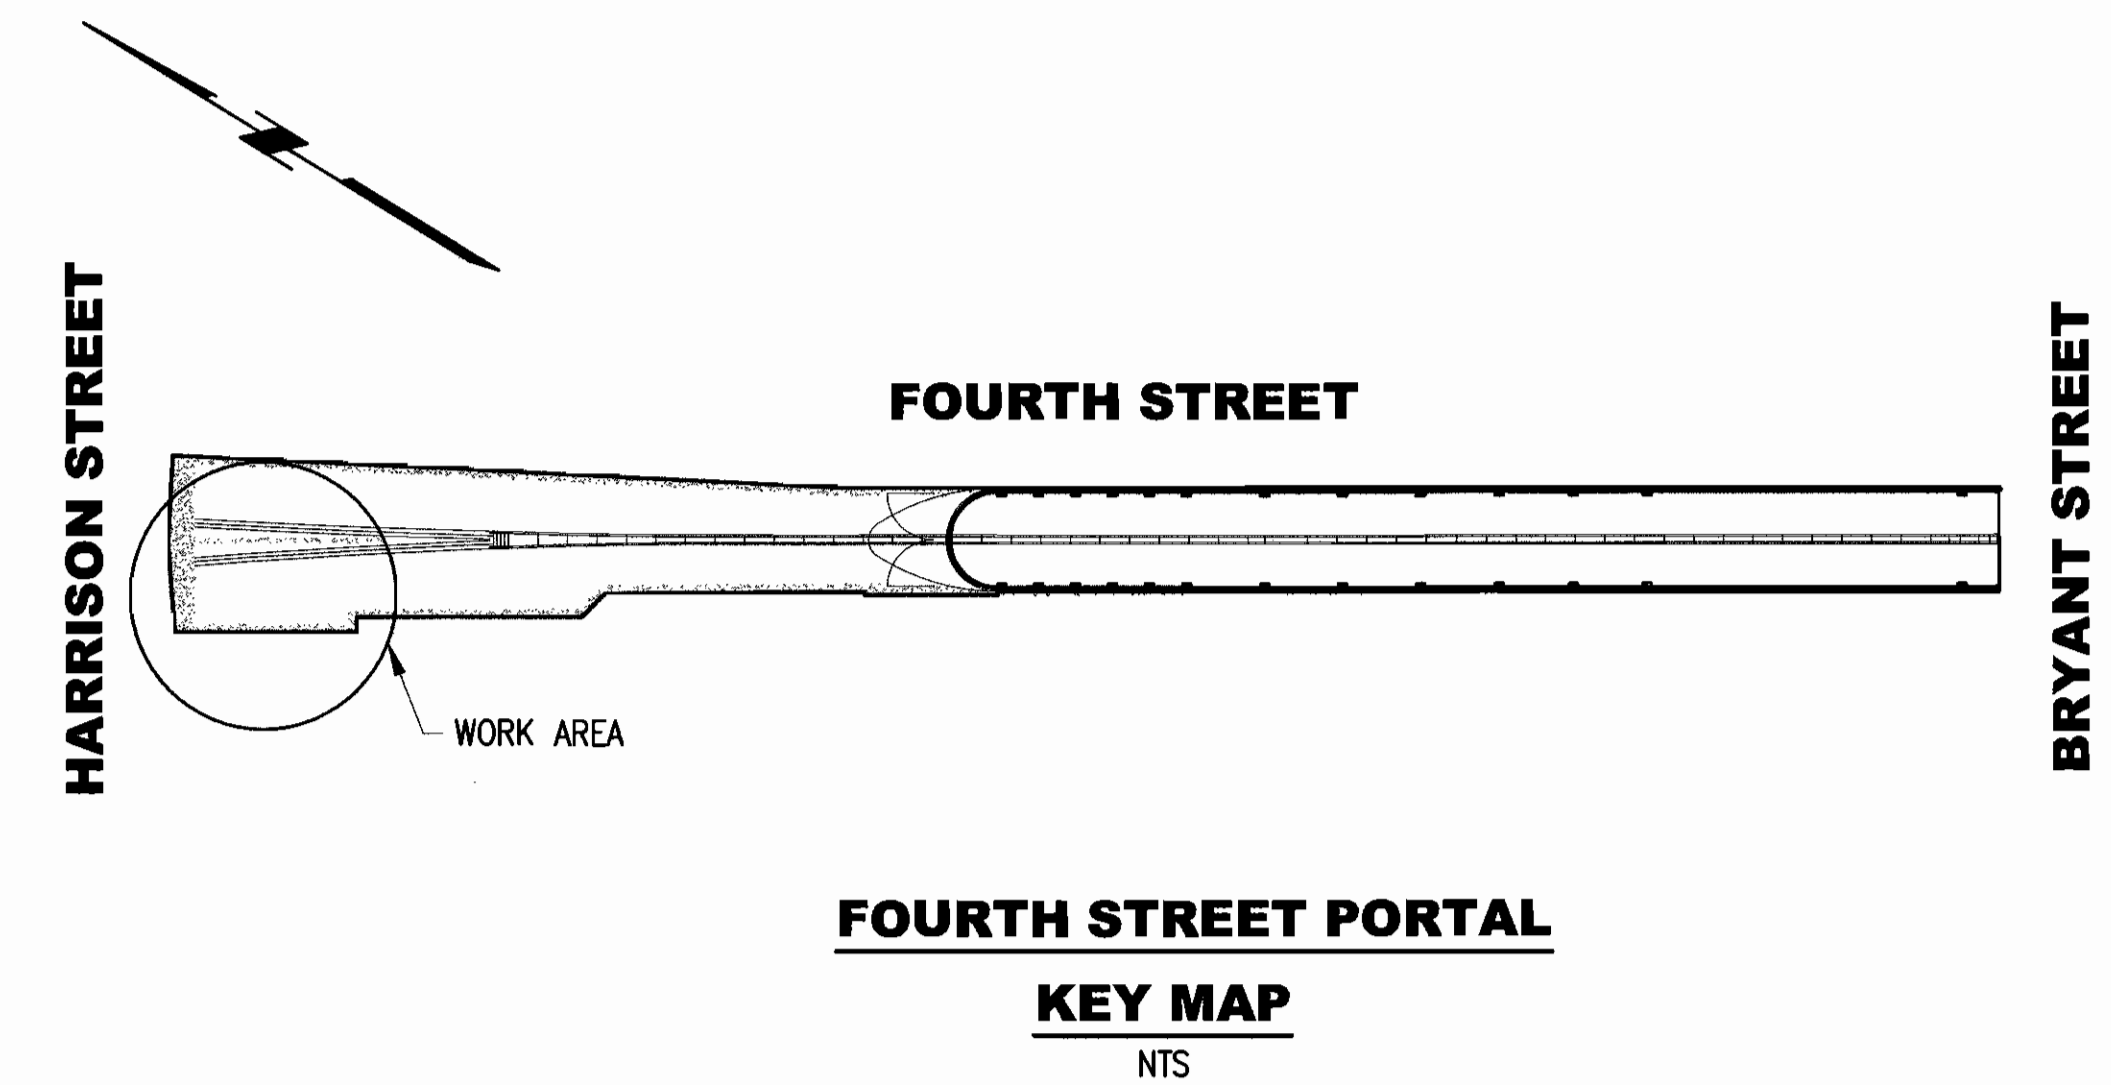 HARRISON STREET
FOURTH STREET
BRYANT STREET
WORK AREA
FOURTH STREET PORTAL
KEY MAP
NTS